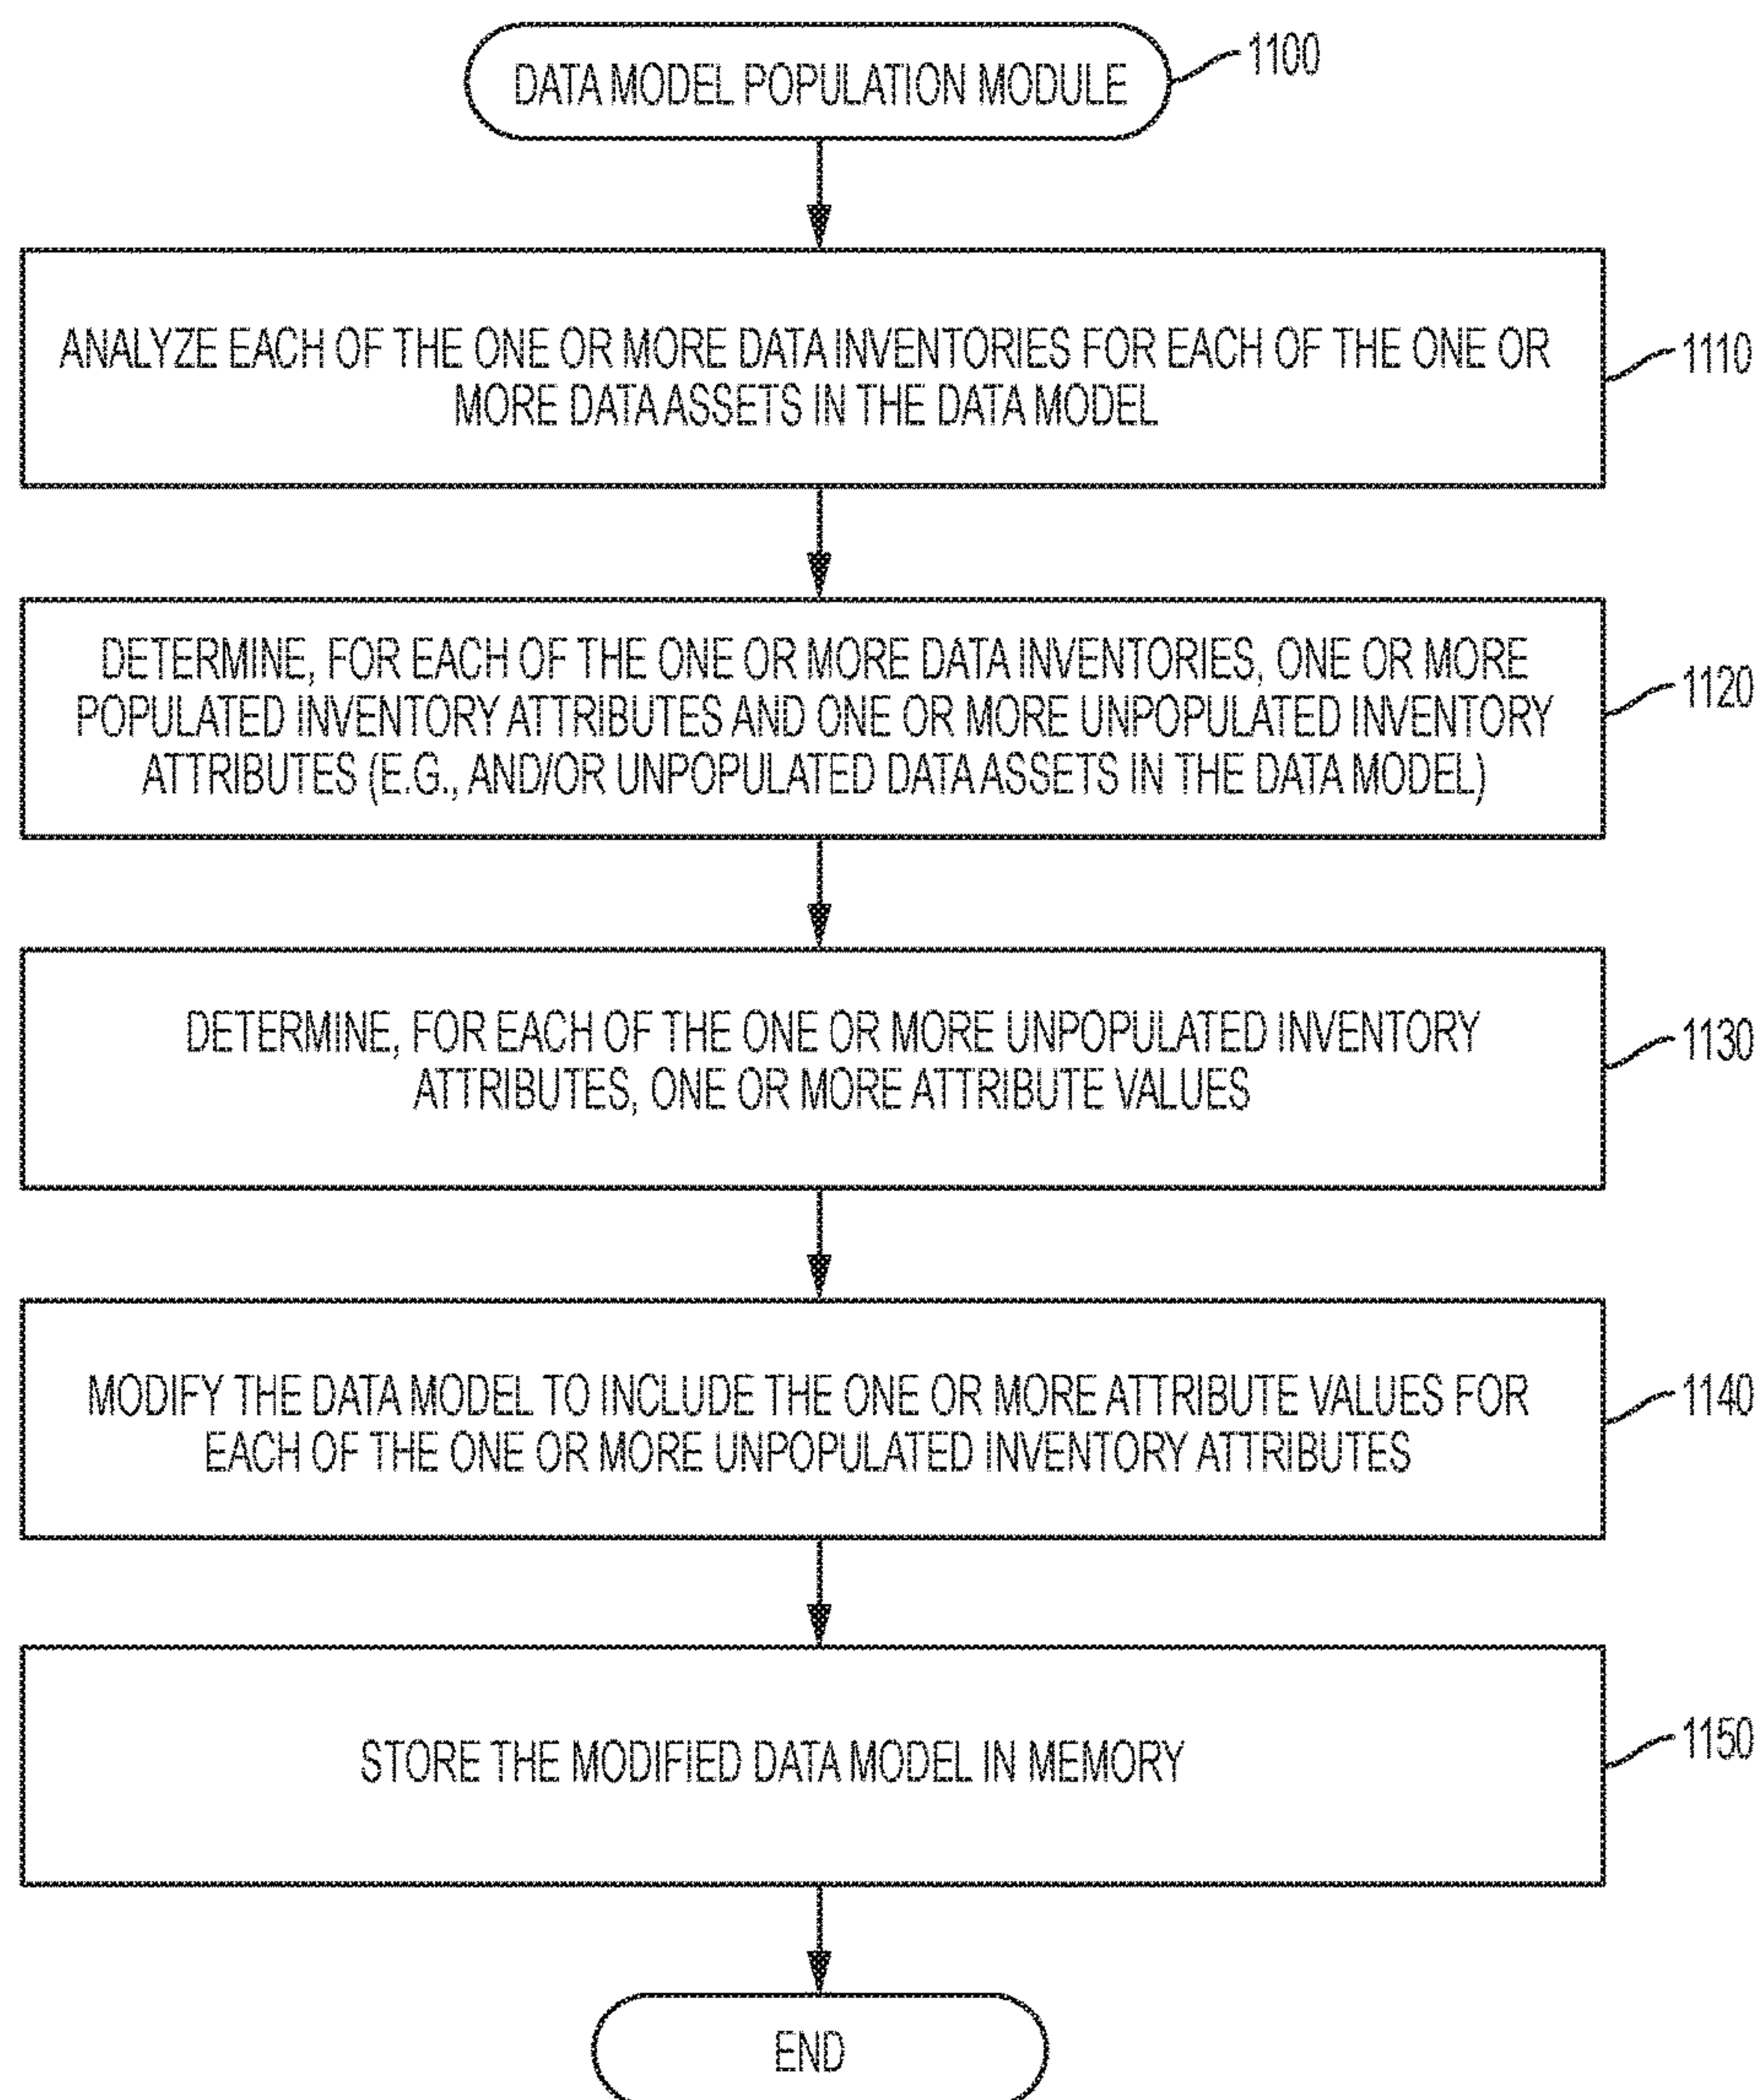 DATA MODEL POPULATION MODULE
1100
ANALYZE EACH OF THE ONE OR MORE DATA INVENTORIES FOR EACH OF THE ONE OR
MORE DATA ASSETS IN THE DATA MODEL
1110
DETERMINE, FOR EACH OF THE ONE OR MORE DATA INVENTORIES, ONE OR MORE
POPULATED INVENTORY ATTRIBUTES AND ONE OR MORE UNPOPULATED INVENTORY
ATTRIBUTES (E.G., AND/OR UNPOPULATED DATA ASSETS IN THE DATA MODEL)
1120
DETERMINE, FOR EACH OF THE ONE OR MORE UNPOPULATED INVENTORY
ATTRIBUTES, ONE OR MORE ATTRIBUTE VALUES
1130
MODIFY THE DATA MODEL TO INCLUDE THE ONE OR MORE ATTRIBUTE VALUES FOR
EACH OF THE ONE OR MORE UNPOPULATED INVENTORY ATTRIBUTES
1140
STORE THE MODIFIED DATA MODEL IN MEMORY
1150
END